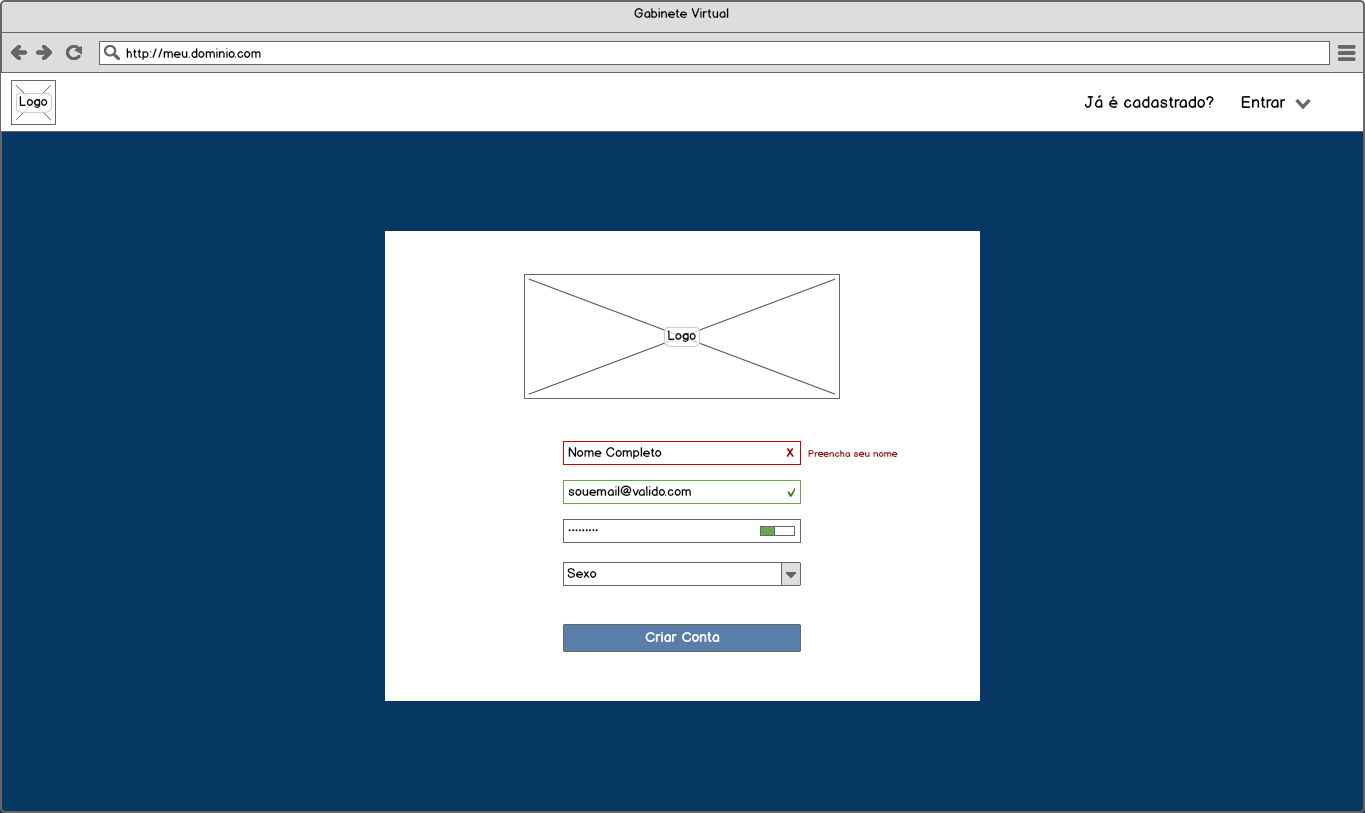 Gabinete Virtual
http://meu.dominio.com
Logo
Já é cadastrado? Entrar
Logo
Nome Completo X Preencha seu nome
souemail@valido.com
Sexo
Criar Conta